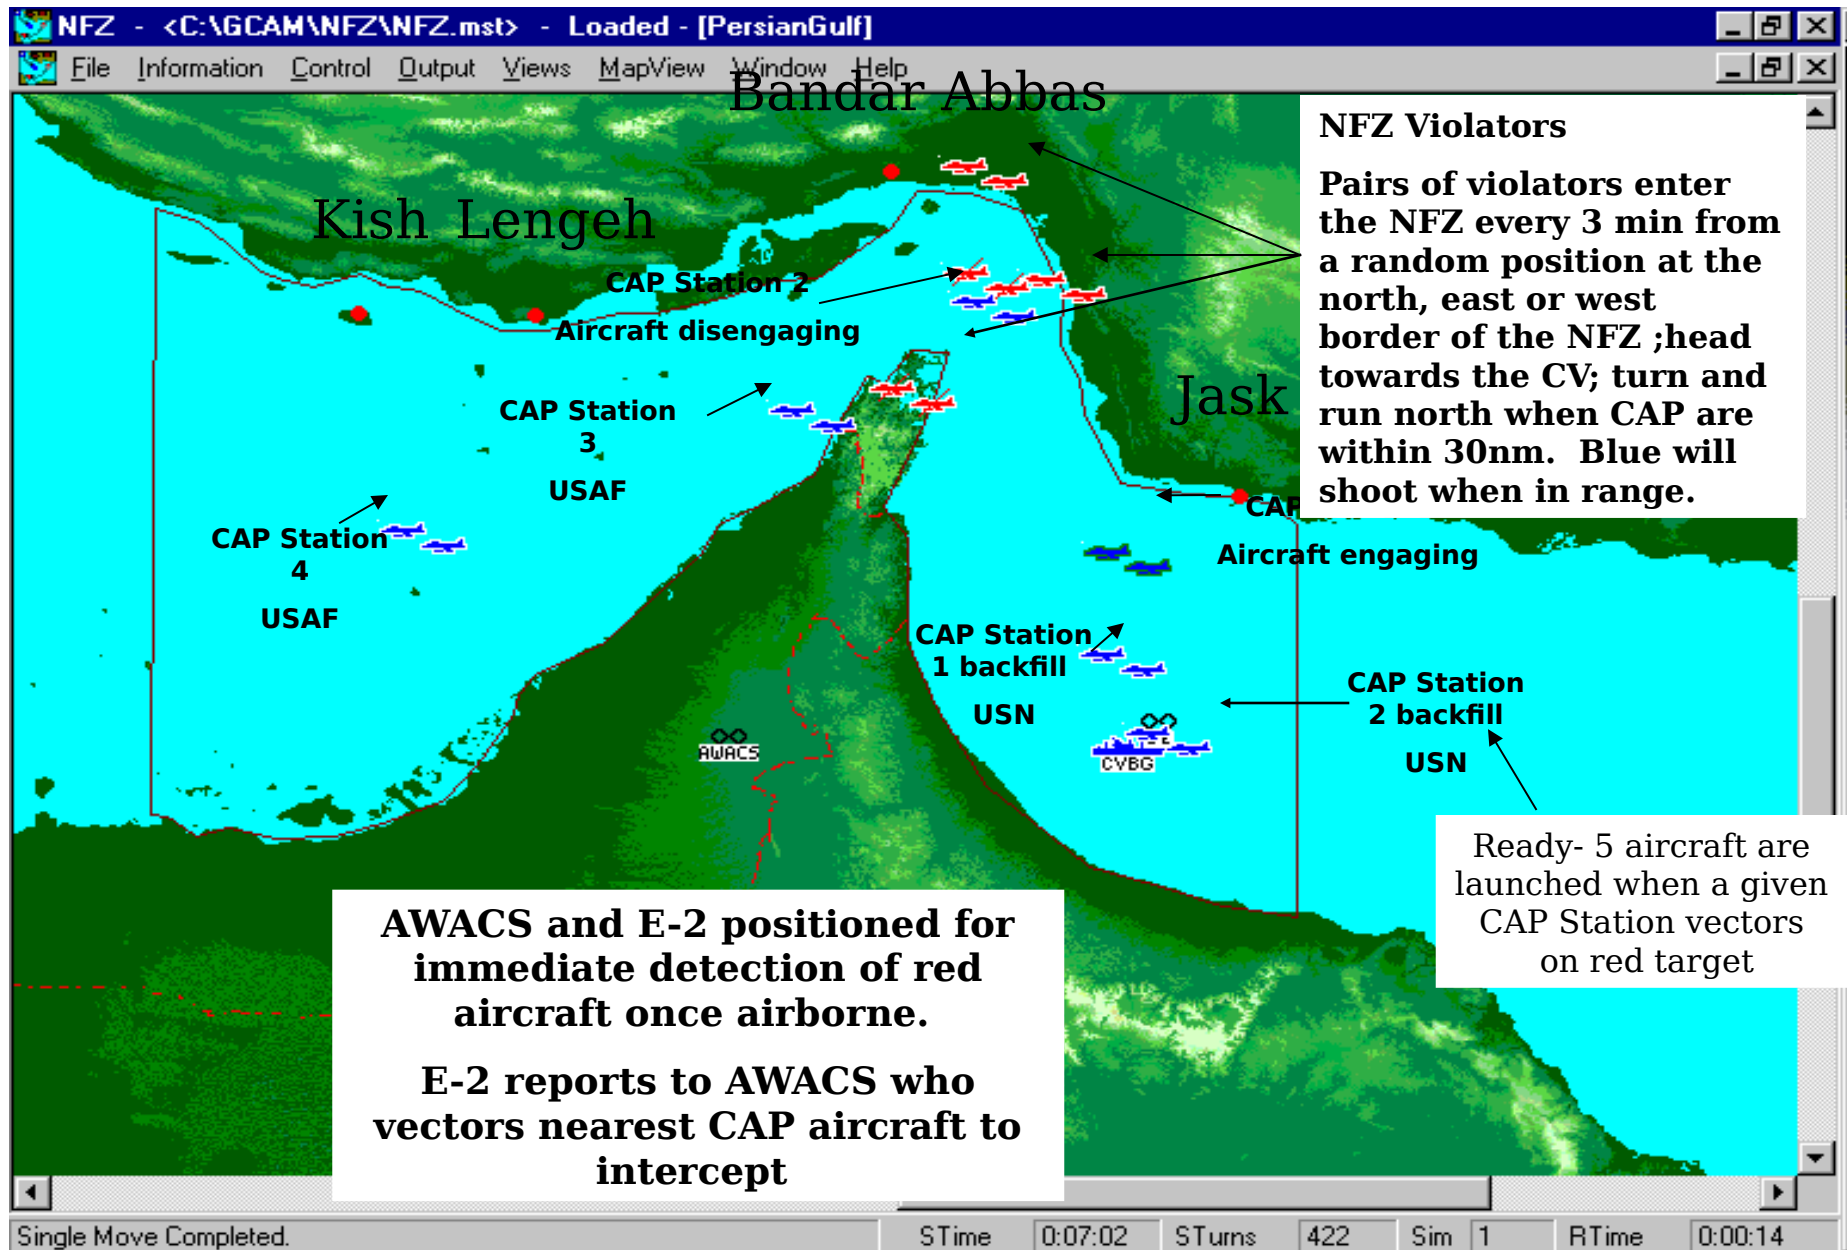 NFZ - <C:\GCAM\NFZ\NFZ.mst> - Loaded - [PersianGulf]
File Information Control Output Views MapView Window Help
Bandar Abbas
Kish Lengeh
CAP Station 2
Aircraft disengaging
CAP Station
3
USAF
CAP Station
4
USAF
Jask
NFZ Violators
Pairs of violators enter
the NFZ every 3 min from
a random position at the
north, east or west
border of the NFZ ;head
towards the CV; turn and
run north when CAP are
within 30nm. Blue will
shoot when in range.
CAP
Aircraft engaging
CAP Station
1 backfill
USN
CAP Station
2 backfill
USN
AWACS
CVBG
Ready- 5 aircraft are
launched when a given
CAP Station vectors
on red target
AWACS and E-2 positioned for
immediate detection of red
aircraft once airborne.
E-2 reports to AWACS who
vectors nearest CAP aircraft to
intercept
Single Move Completed. STime 0:07:02 STurns 422 Sim 1 RTime 0:00:14